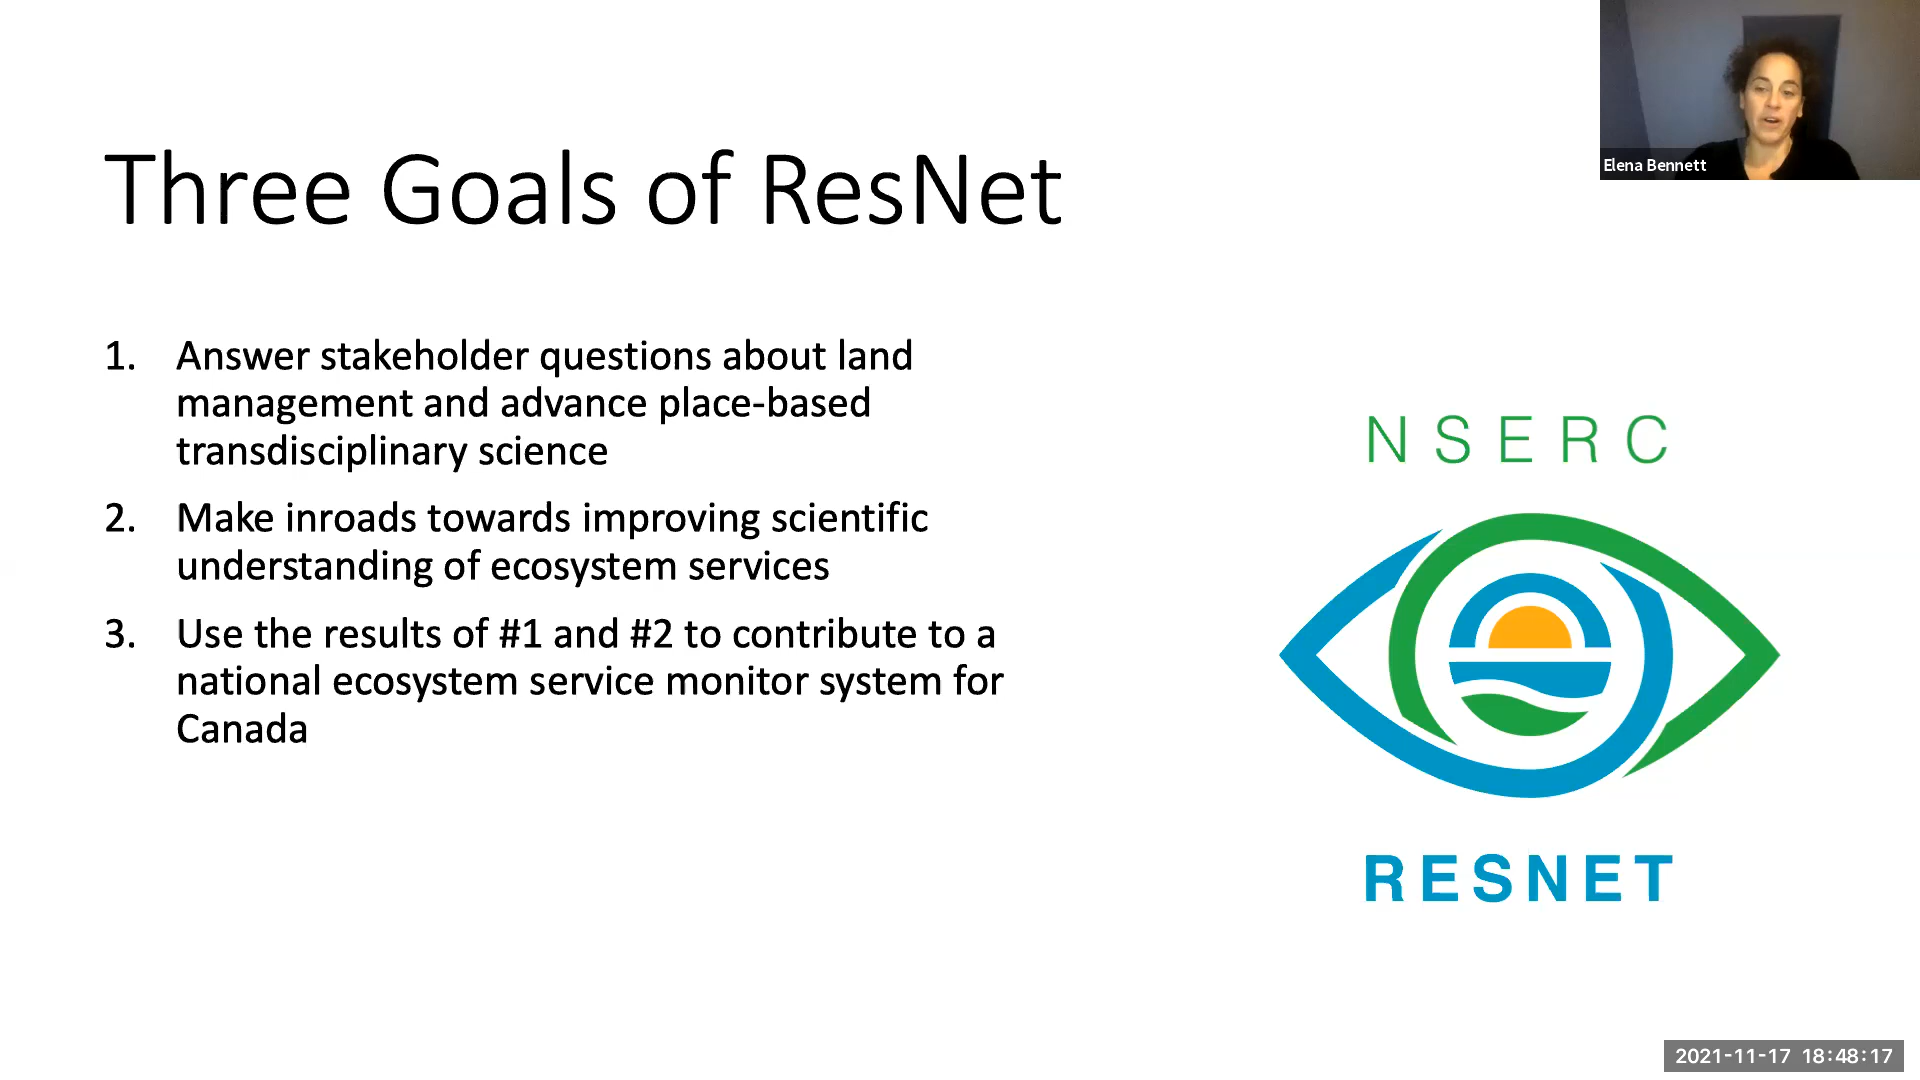 Elena Bennett
Three Goals of ResNet
1. Answer stakeholder questions about land
management and advance place-based
transdisciplinary science
2. Make inroads towards improving scientific
understanding of ecosystem services
3. Use the results of #1 and #2 to contribute to a
national ecosystem service monitor system for
Canada
NSERC
RESNET
2021-11-17 18:48:17